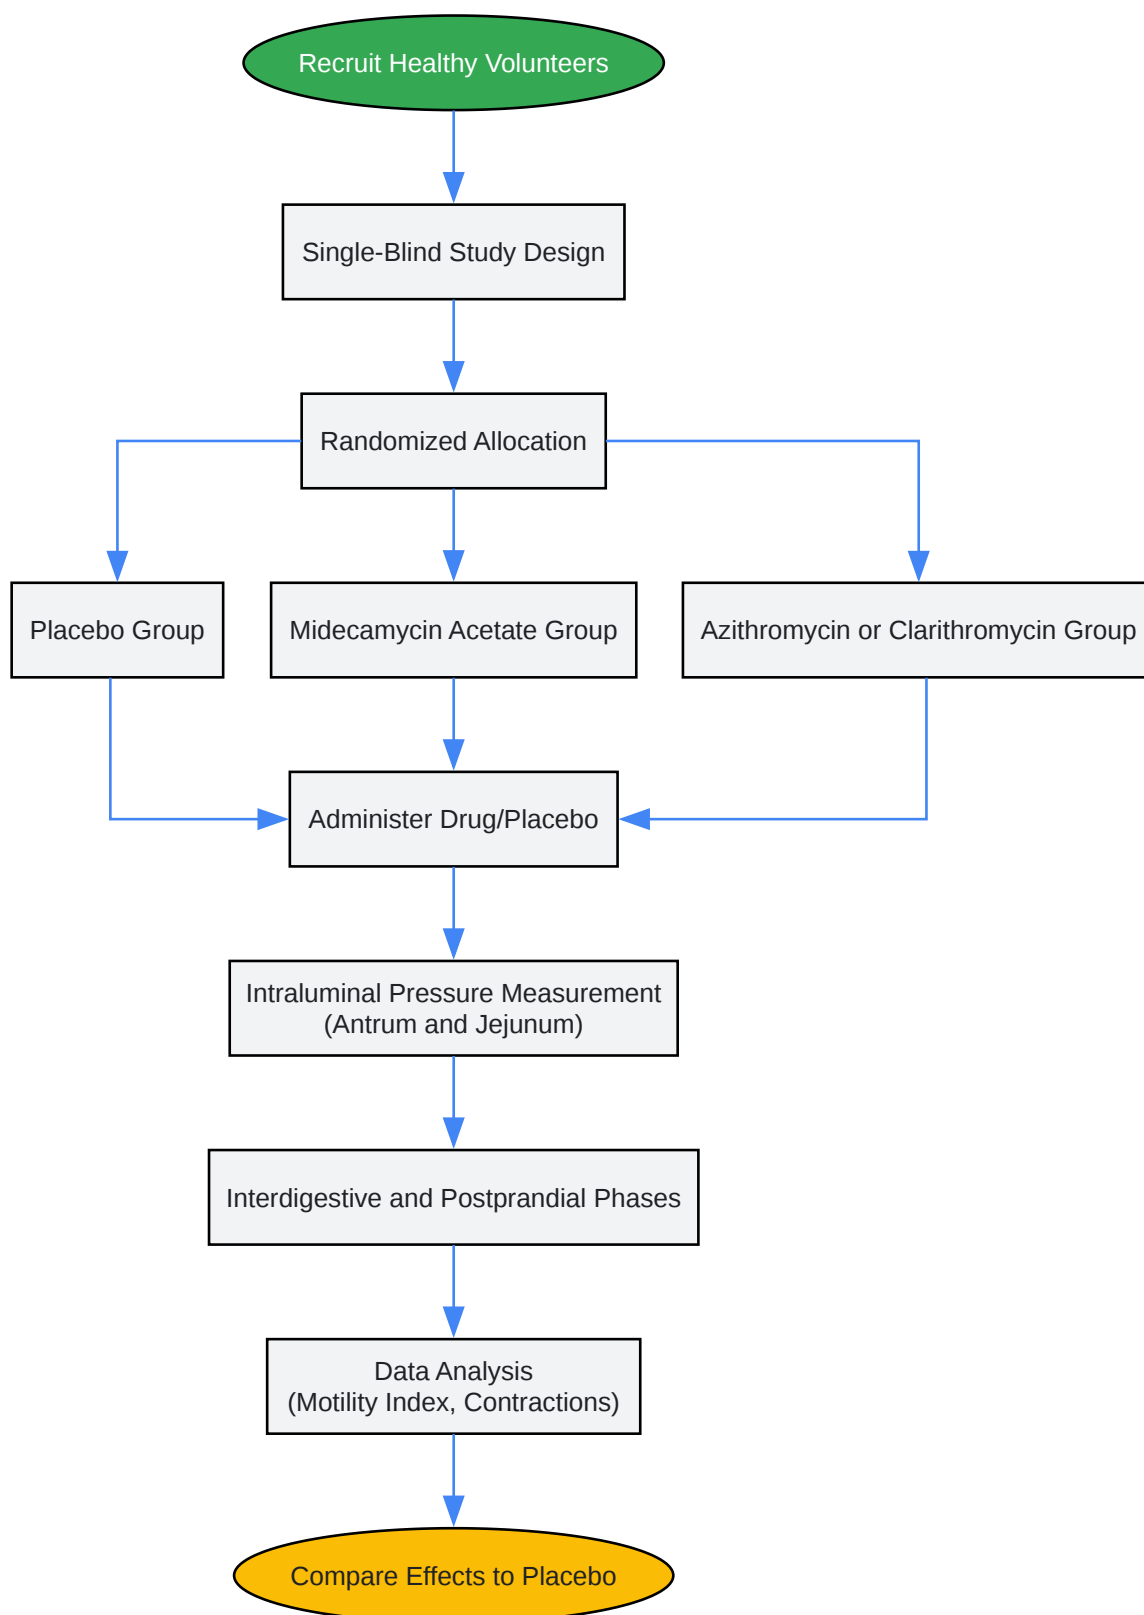 Recruit Healthy Volunteers
Single-Blind Study Design
Randomized Allocation
Placebo Group
Midecamycin Acetate Group
Azithromycin or Clarithromycin Group
Administer Drug/Placebo
Intraluminal Pressure Measurement
(Antrum and Jejunum)
Interdigestive and Postprandial Phases
Data Analysis
(Motility Index, Contractions)
Compare Effects to Placebo